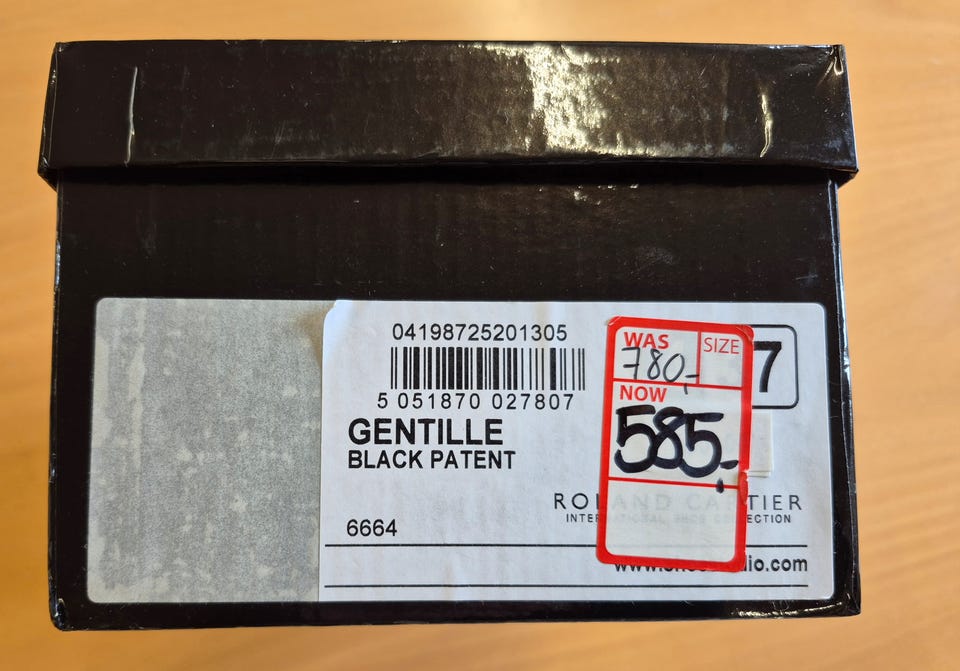 04198725201305
5 051870 027807
GENTILLE
BLACK PATENT
6664
WAS
780,-
SIZE
7
NOW
585,-
ROLAND CARTIER
INTERNATIONAL SHOE COLLECTION